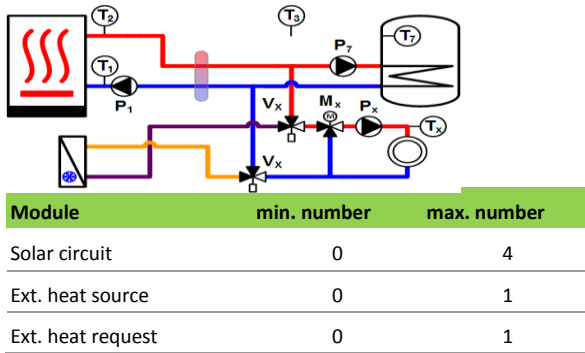 T2 T3
P7 T7
T1
P1
Vx Mx Px
M Tx
Vx
Module min. number max. number
Solar circuit 0 4
Ext. heat source 0 1
Ext. heat request 0 1